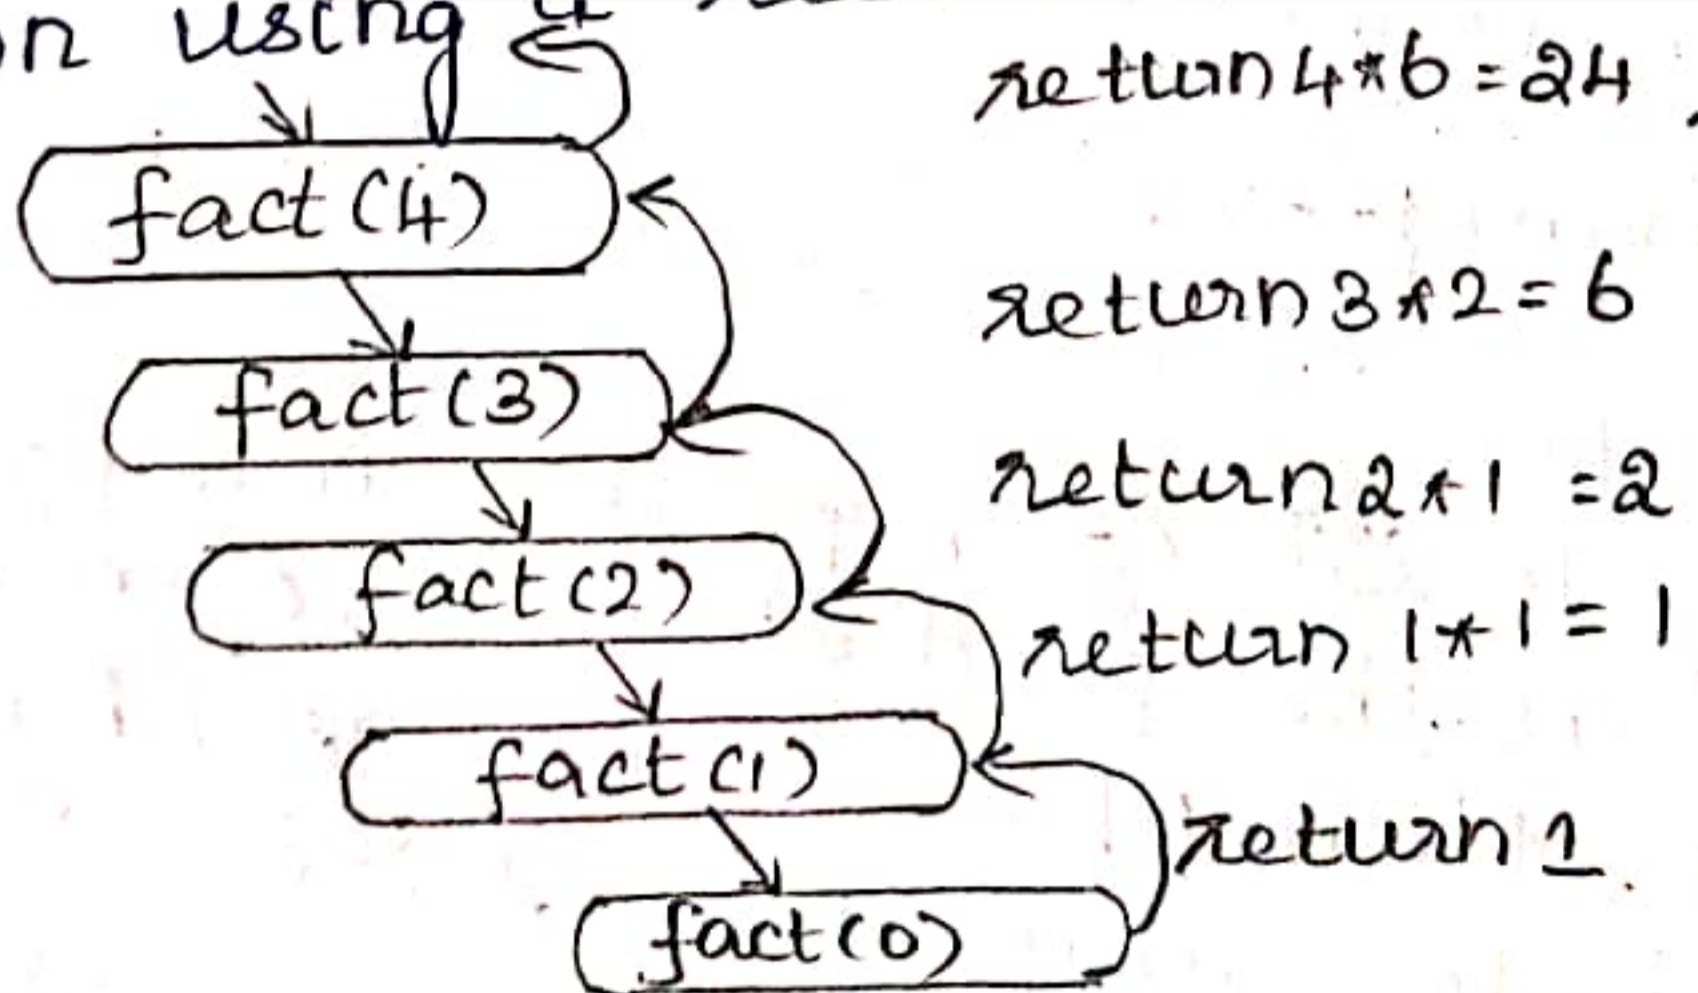 n using a
return 4*6 = 24
fact (4)
return 3*2 = 6
fact (3)
return 2*1 = 2
fact (2)
return 1*1 = 1
fact (1)
return 1.
fact (0)